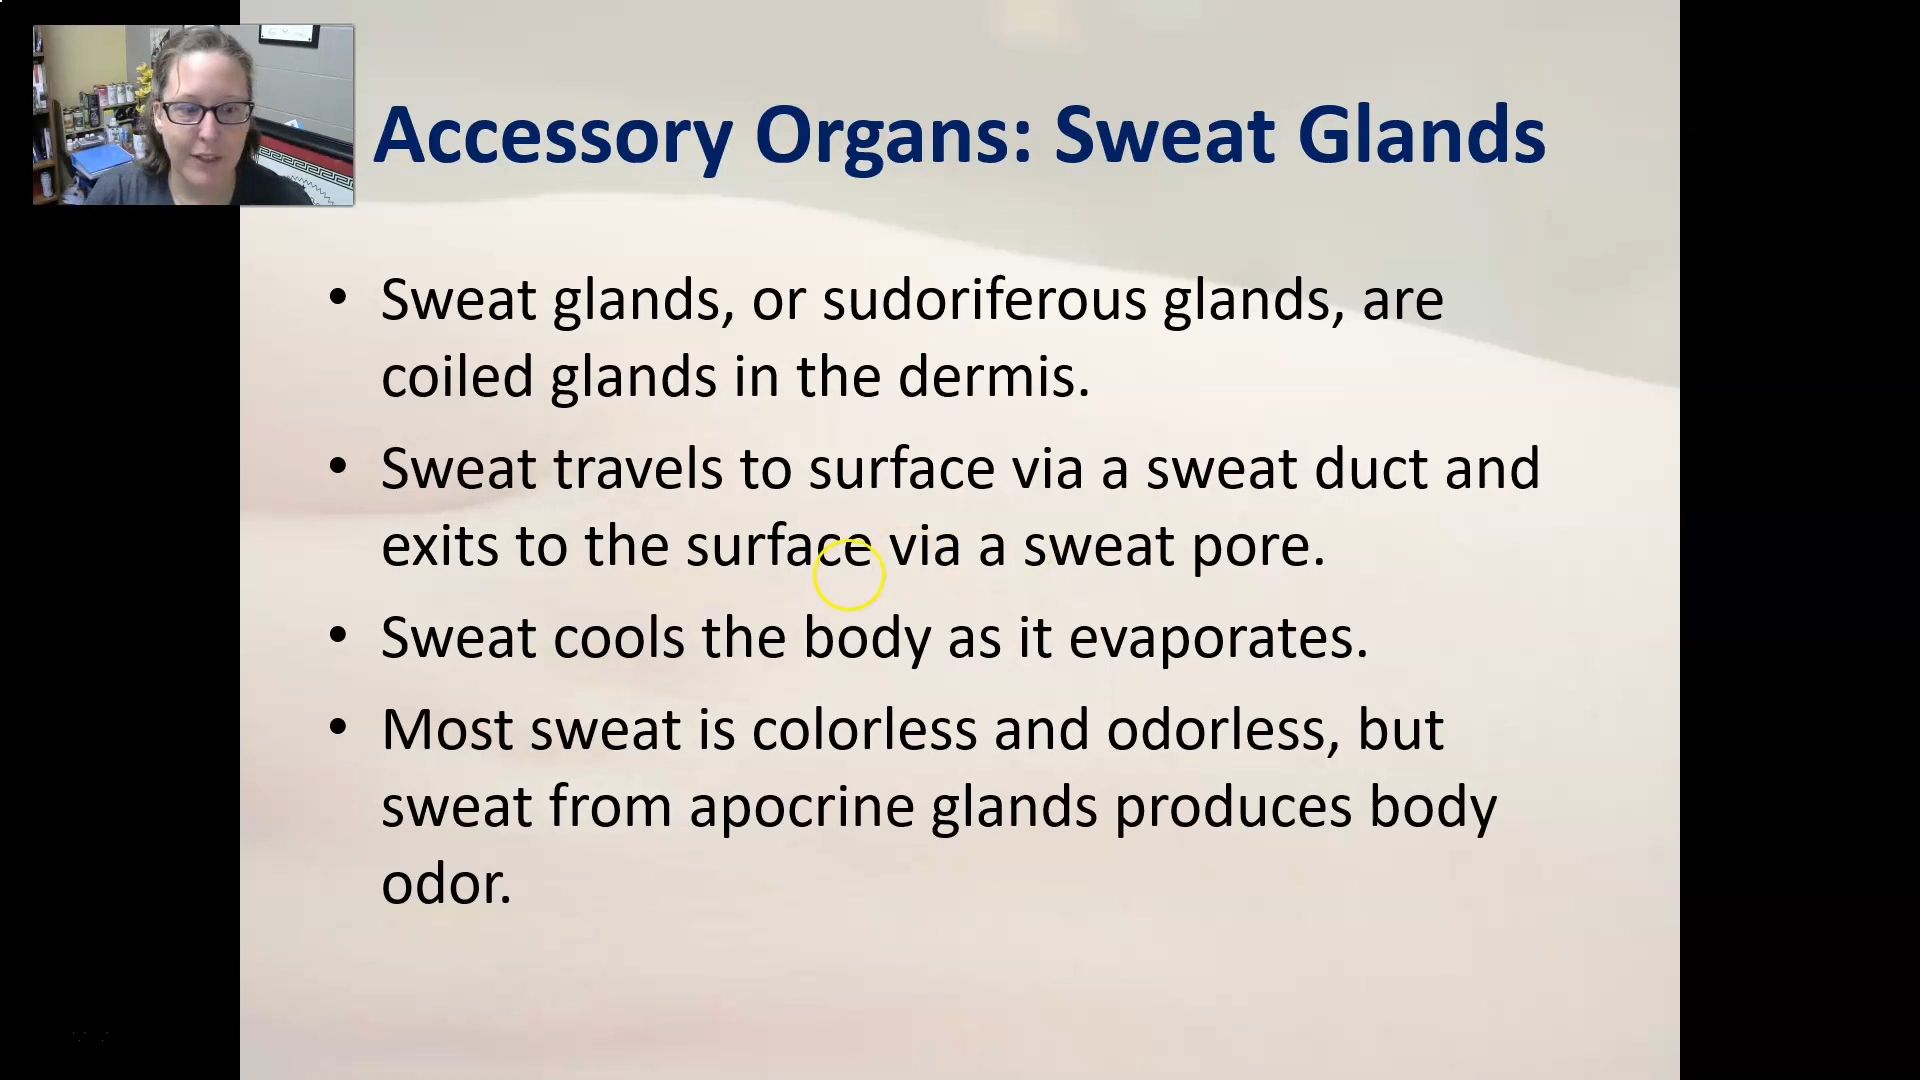 Accessory Organs: Sweat Glands
• Sweat glands, or sudoriferous glands, are
coiled glands in the dermis.
• Sweat travels to surface via a sweat duct and
exits to the surface via a sweat pore.
• Sweat cools the body as it evaporates.
• Most sweat is colorless and odorless, but
sweat from apocrine glands produces body
odor.